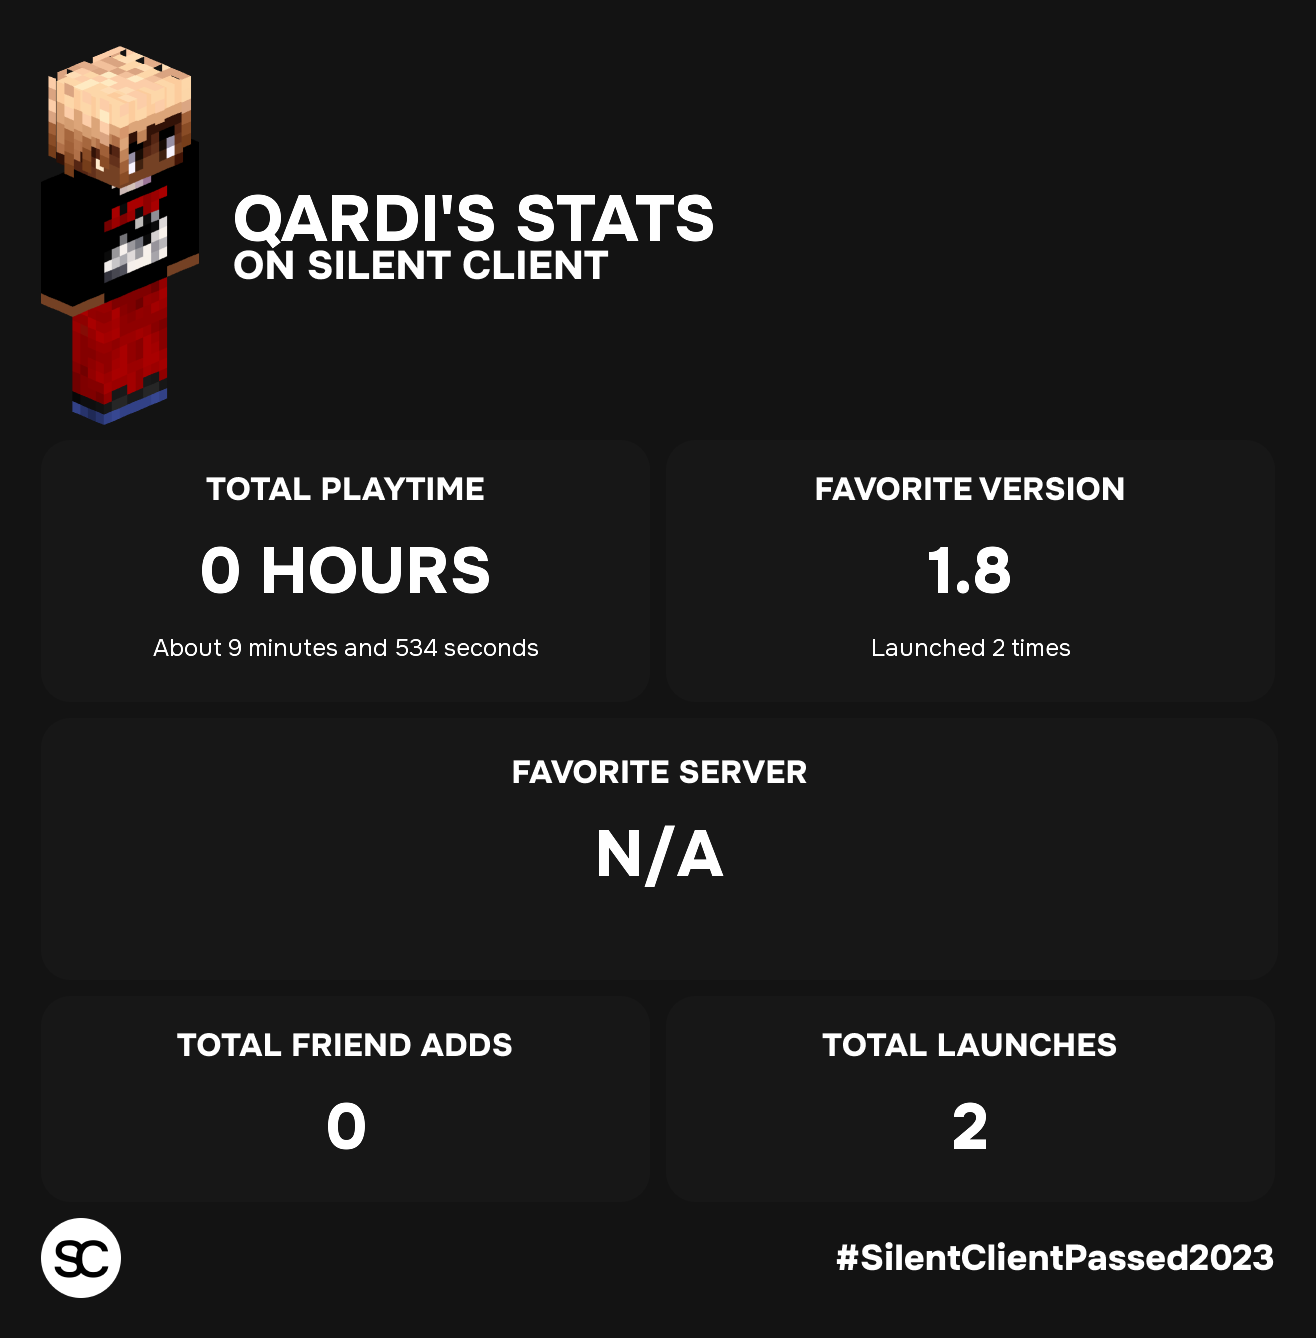 QARDI'S STATS
ON SILENT CLIENT
TOTAL PLAYTIME
0 HOURS
About 9 minutes and 534 seconds
FAVORITE VERSION
1.8
Launched 2 times
FAVORITE SERVER
N/A
TOTAL FRIEND ADDS
0
TOTAL LAUNCHES
2
SC
#SilentClientPassed2023